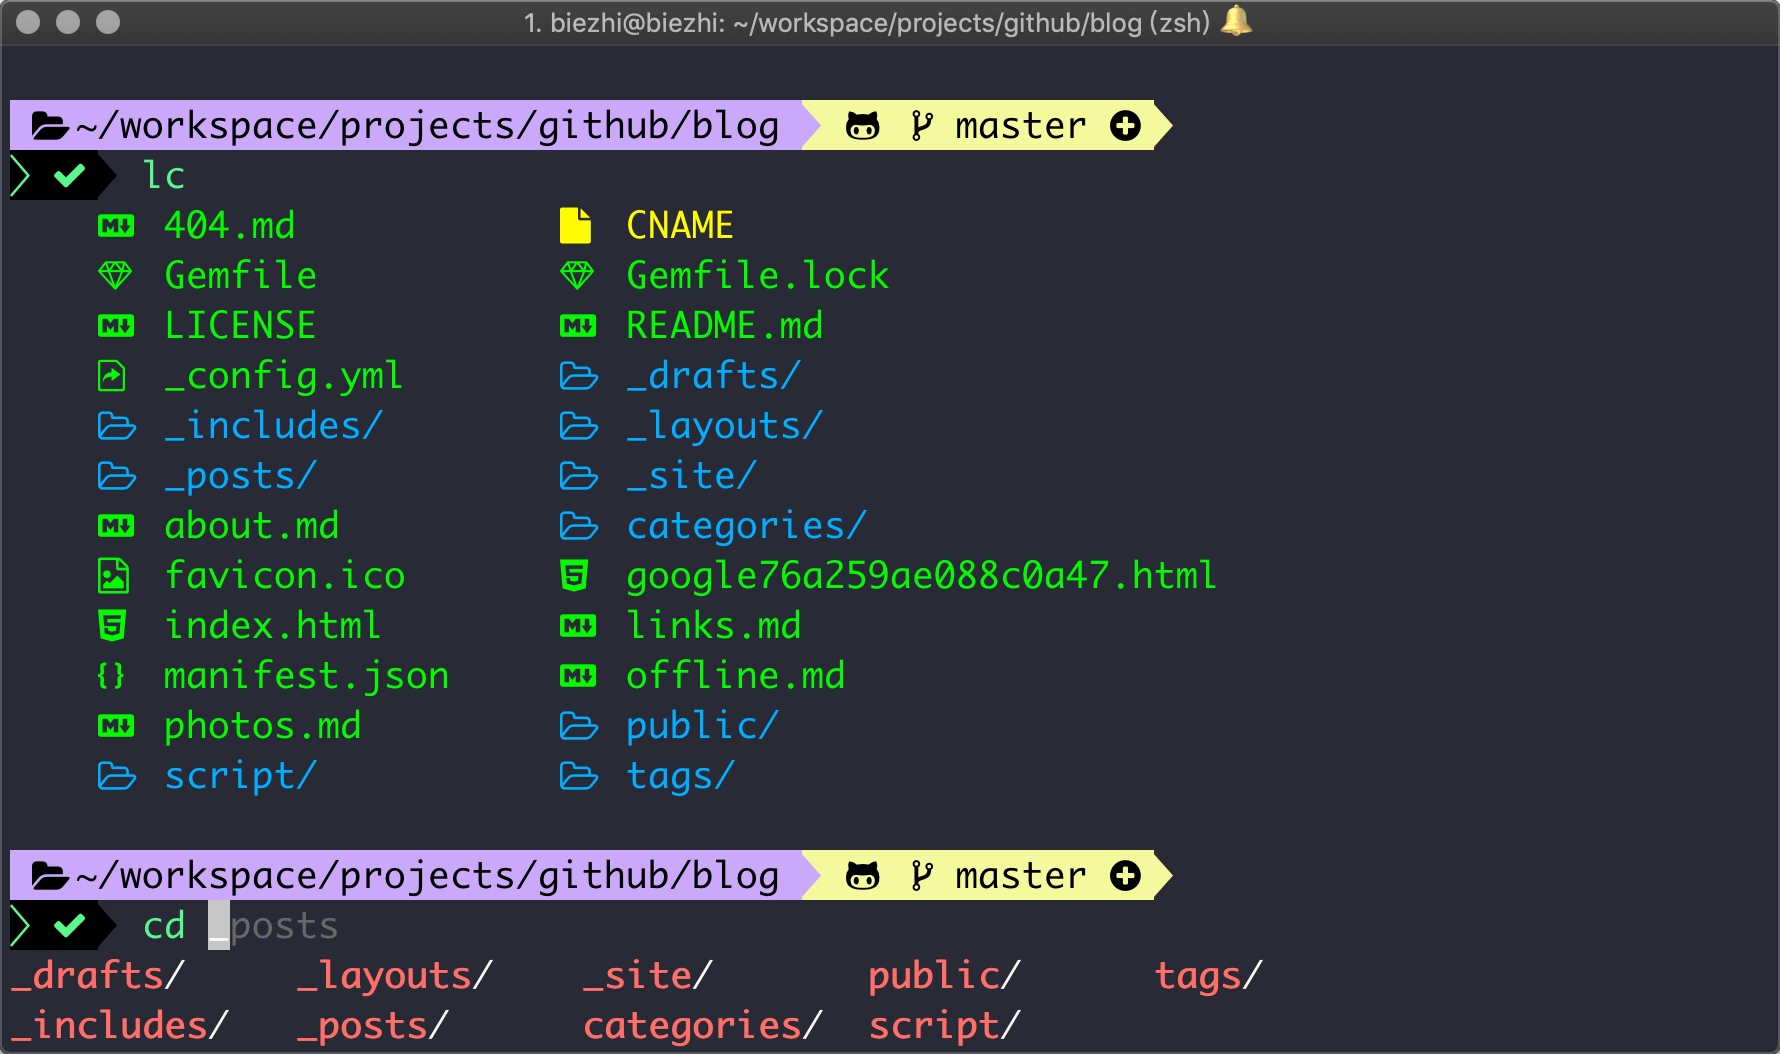 1. biezhi@biezhi: ~/workspace/projects/github/blog (zsh) 🔔
~/workspace/projects/github/blog master
lc
404.md CNAME
Gemfile Gemfile.lock
LICENSE README.md
_config.yml _drafts/
_includes/ _layouts/
_posts/ _site/
about.md categories/
favicon.ico google76a259ae088c0a47.html
index.html links.md
manifest.json offline.md
photos.md public/
script/ tags/
~/workspace/projects/github/blog master
cd _posts
_drafts/ _layouts/ _site/ public/ tags/
_includes/ _posts/ categories/ script/